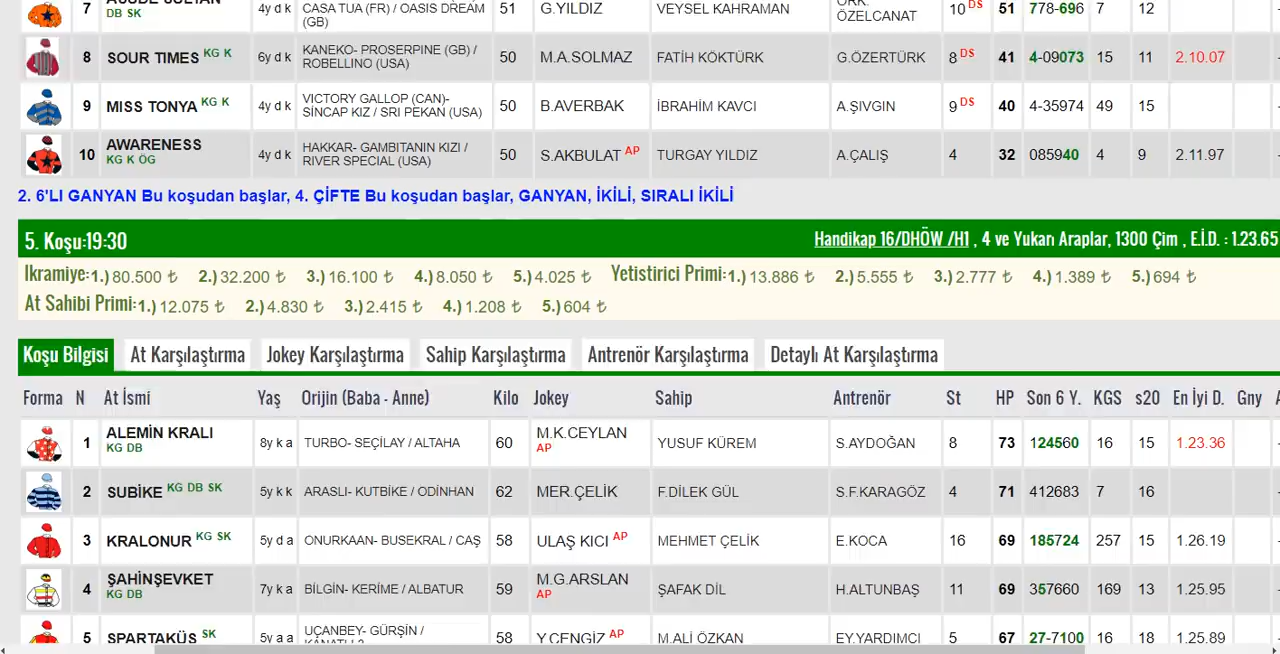 7 DB SK 4y d k CASA TUA (FR) / OASIS DREAM (GB) 51 G.YILDIZ VEYSEL KAHRAMAN ÖZELCANAT 10 DS 51 778-696 7 12
8 SOUR TIMES KG K 6y d k KANEKO- PROSERPINE (GB) / ROBELLINO (USA) 50 M.A.SOLMAZ FATİH KÖKTÜRK G.ÖZERTÜRK 8 DS 41 4-09073 15 11 2.10.07
9 MISS TONYA KG K 4y d k VICTORY GALLOP (CAN)- SİNCAP KIZ / SRI PEKAN (USA) 50 B.AVERBAK İBRAHİM KAVCI A.ŞIVGIN 9 DS 40 4-35974 49 15
10 AWARENESS KG K ÖG 4y d k HAKKAR- GAMBITANIN KIZI / RIVER SPECIAL (USA) 50 S.AKBULAT AP TURGAY YILDIZ A.ÇALIŞ 4 32 085940 4 9 2.11.97
2. 6'LI GANYAN Bu koşudan başlar, 4. ÇİFTE Bu koşudan başlar, GANYAN, İKİLİ, SIRALI İKİLİ
5. Koşu:19:30 Handikap 16/DHÖW /H1 , 4 ve Yukarı Araplar, 1300 Çim , E.İ.D. : 1.23.65
Ikramiye:1.) 80.500 ₺ 2.) 32.200 ₺ 3.) 16.100 ₺ 4.) 8.050 ₺ 5.) 4.025 ₺ Yetistirici Primi:1.) 13.886 ₺ 2.) 5.555 ₺ 3.) 2.777 ₺ 4.) 1.389 ₺ 5.) 694 ₺
At Sahibi Primi:1.) 12.075 ₺ 2.) 4.830 ₺ 3.) 2.415 ₺ 4.) 1.208 ₺ 5.) 604 ₺
Koşu Bilgisi At Karşılaştırma Jokey Karşılaştırma Sahip Karşılaştırma Antrenör Karşılaştırma Detaylı At Karşılaştırma
Forma N At İsmi Yaş Orijin (Baba - Anne) Kilo Jokey Sahip Antrenör St HP Son 6 Y. KGS s20 En İyi D. Gny
1 ALEMİN KRALI KG DB 8y k a TURBO- SEÇİLAY / ALTAHA 60 M.K.CEYLAN AP YUSUF KÜREM S.AYDOĞAN 8 73 124560 16 15 1.23.36
2 SUBİKE KG DB SK 5y k k ARASLI- KUTBİKE / ODİNHAN 62 MER.ÇELİK F.DİLEK GÜL S.F.KARAGÖZ 4 71 412683 7 16
3 KRALONUR KG SK 5y d a ONURKAAN- BUSEKRAL / CAŞ 58 ULAŞ KICI AP MEHMET ÇELİK E.KOCA 16 69 185724 257 15 1.26.19
4 ŞAHİNŞEVKET KG DB 7y k a BİLGİN- KERİME / ALBATUR 59 M.G.ARSLAN AP ŞAFAK DİL H.ALTUNBAŞ 11 69 357660 169 13 1.25.95
5 SPARTAKÜS SK 5y a a UÇANBEY- GÜRŞİN / 58 Y.CENGİZ AP M.ALİ ÖZKAN EY.YARDIMCI 5 67 27-7100 16 18 1.25.89